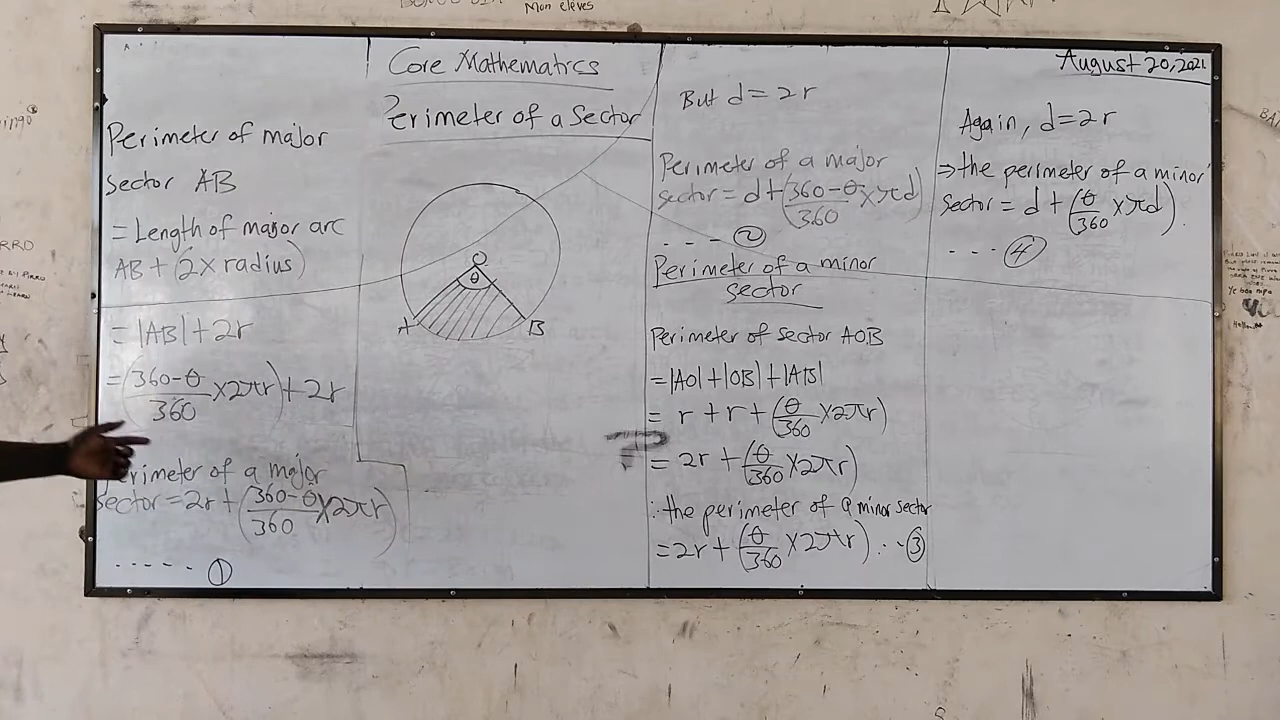 Mon elèves
Core Mathematics
August 20, 2021
Perimeter of a Sector
Perimeter of major
sector AB
= Length of major arc
AB + (2 x radius)
= |AB| + 2r
= (360-θ/360 x 2πr) + 2r
Perimeter of a major
sector = 2r + (360-θ/360 x 2πr)
- - - - - ①
O
θ
A
B
But d = 2r
Perimeter of a major
sector = d + (360-θ/360 x πd)
- - - - ②
Perimeter of a minor
sector
Perimeter of sector AOB
= |AO| + |OB| + |AB|
= r + r + (θ/360 x 2πr)
= 2r + (θ/360 x 2πr)
∴ the perimeter of a minor sector
= 2r + (θ/360 x 2πr) . . - ③
Again, d = 2r
⇒ the perimeter of a minor
sector = d + (θ/360 x πd).
- - - ④